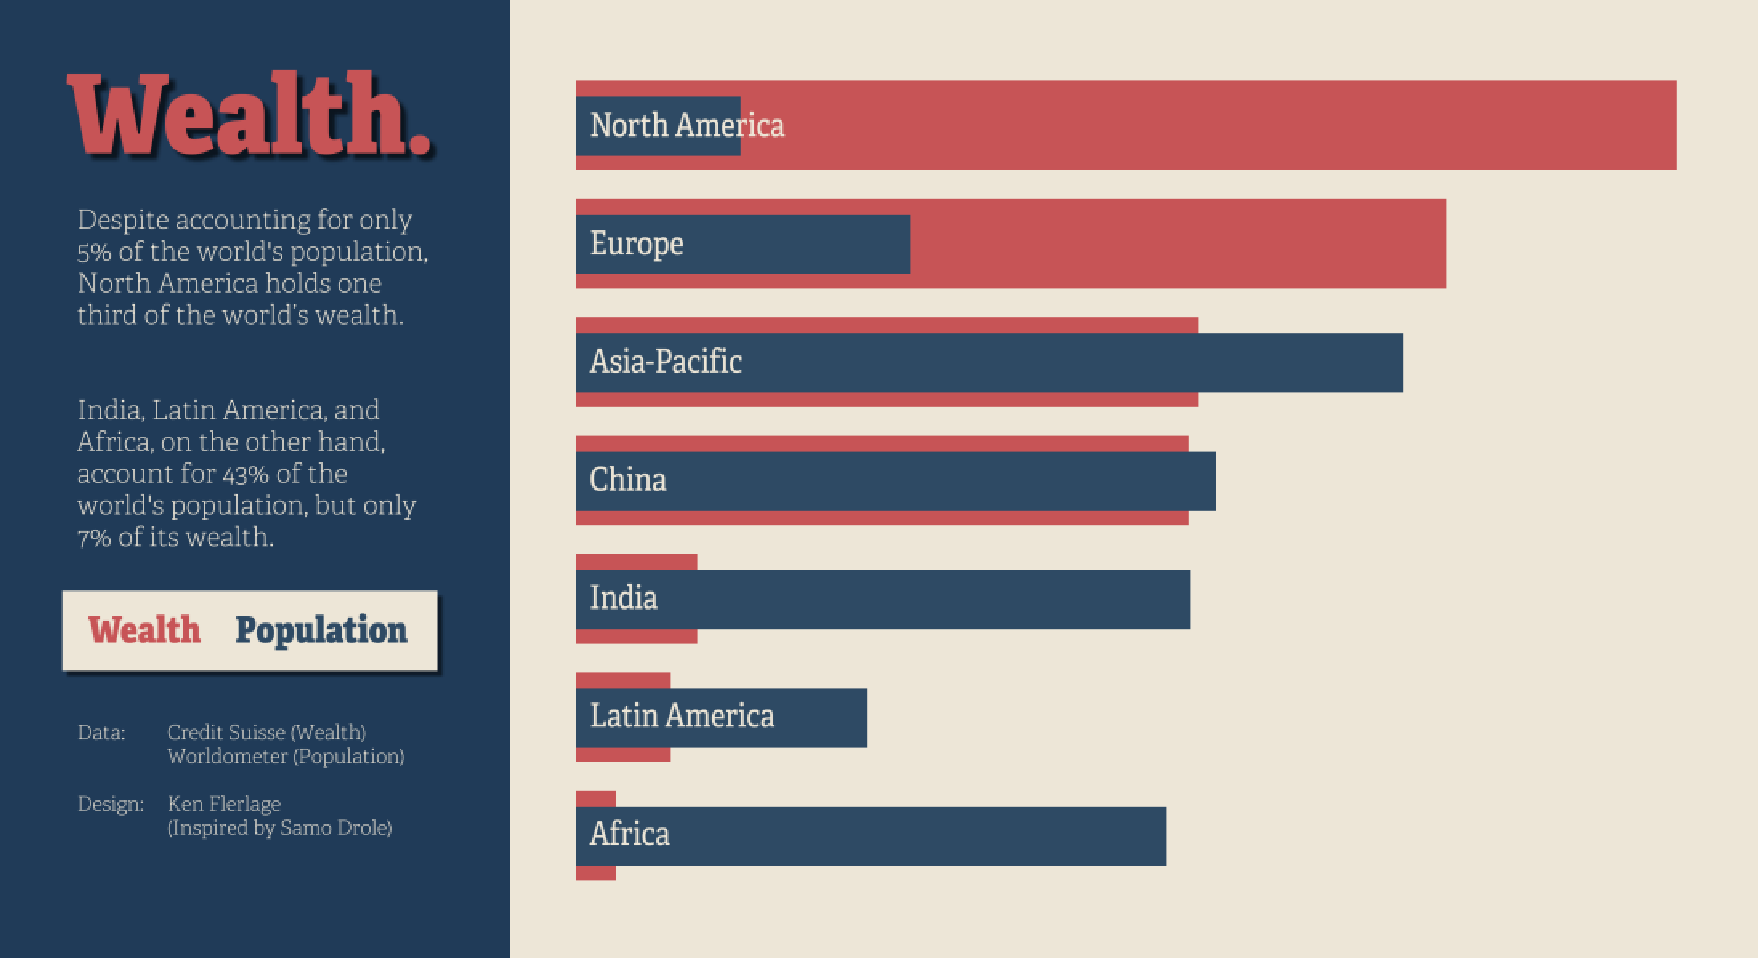 Wealth.
Despite accounting for only
5% of the world's population,
North America holds one
third of the world's wealth.
India, Latin America, and
Africa, on the other hand,
account for 43% of the
world's population, but only
7% of its wealth.
Wealth Population
Data: Credit Suisse (Wealth)
Worldometer (Population)
Design: Ken Flerlage
(Inspired by Samo Drole)
North America
Europe
Asia-Pacific
China
India
Latin America
Africa